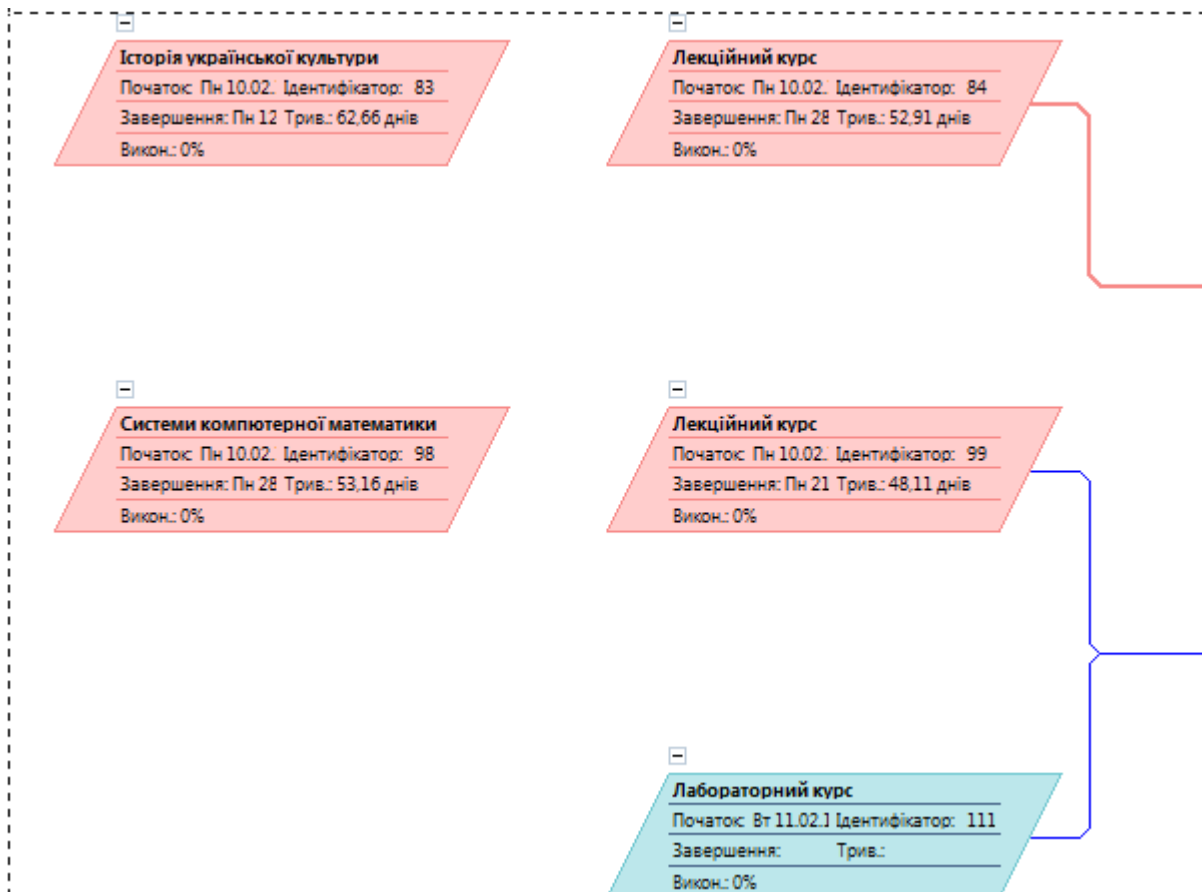 Історія української культури
Початок: Пн 10.02. Ідентифікатор: 83
Завершення: Пн 12 Трив.: 62,66 днів
Викон.: 0%
Лекційний курс
Початок: Пн 10.02. Ідентифікатор: 84
Завершення: Пн 28 Трив.: 52,91 днів
Викон.: 0%
Системи компютерної математики
Початок: Пн 10.02. Ідентифікатор: 98
Завершення: Пн 28 Трив.: 53,16 днів
Викон.: 0%
Лекційний курс
Початок: Пн 10.02. Ідентифікатор: 99
Завершення: Пн 21 Трив.: 48,11 днів
Викон.: 0%
Лабораторний курс
Початок: Вт 11.02.1 Ідентифікатор: 111
Завершення: Трив.:
Викон.: 0%